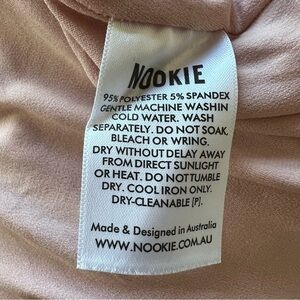 NOOKIE
95% POLYESTER 5% SPANDEX
GENTLE MACHINE WASHIN
COLD WATER. WASH
SEPARATELY. DO NOT SOAK,
BLEACH OR WRING.
DRY WITHOUT DELAY AWAY
FROM DIRECT SUNLIGHT
OR HEAT. DO NOT TUMBLE
DRY. COOL IRON ONLY.
DRY-CLEANABLE [P].
Made & Designed in Australia
WWW.NOOKIE.COM.AU